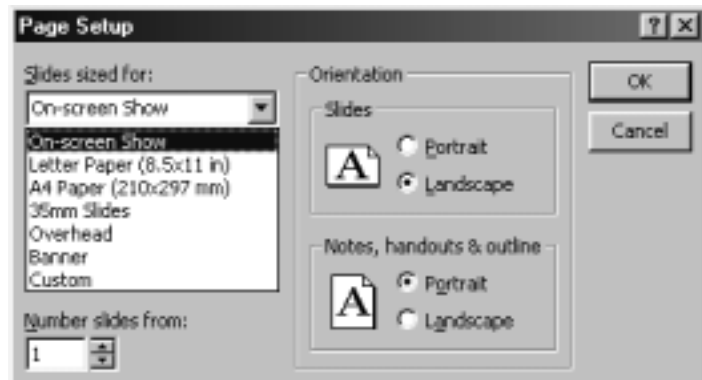 Page Setup
Slides sized for:
On-screen Show
On-screen Show
Letter Paper (8.5x11 in)
A4 Paper (210x297 mm)
35mm Slides
Overhead
Banner
Custom
Number slides from:
1
Orientation
Slides
A
Portrait
Landscape
Notes, handouts & outline
A
Portrait
Landscape
OK
Cancel